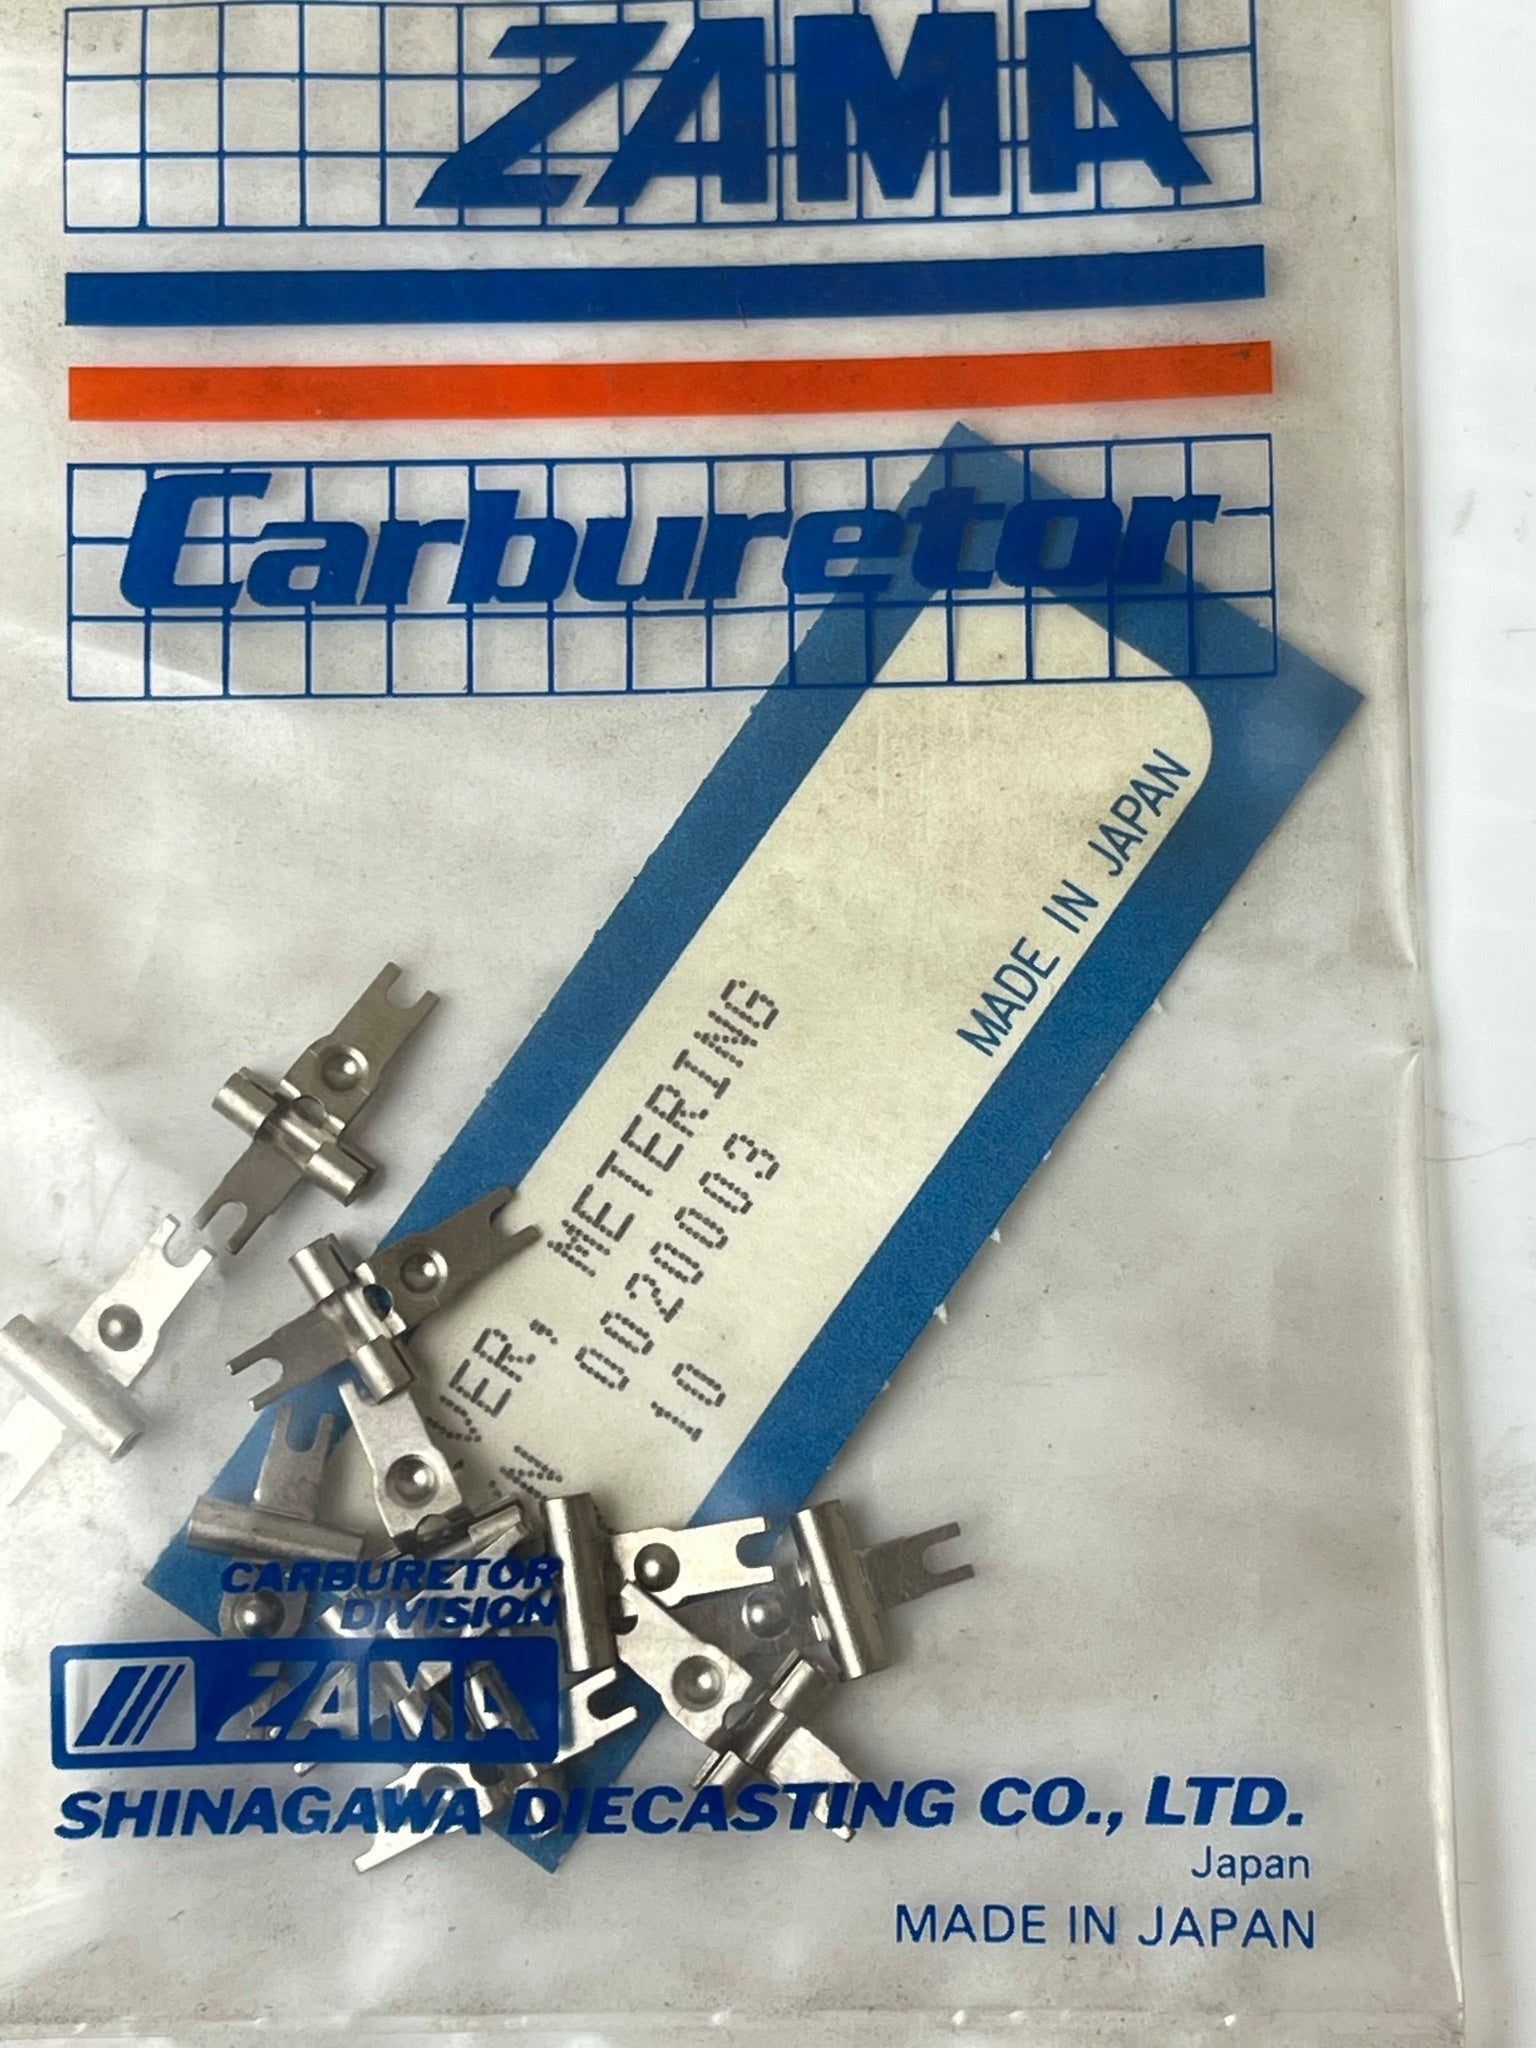 ZAMA
Carburetor
MADE IN JAPAN
METERING
0020003
10
CARBURETOR
DIVISION
ZAMA
SHINAGAWA DIECASTING CO., LTD.
Japan
MADE IN JAPAN